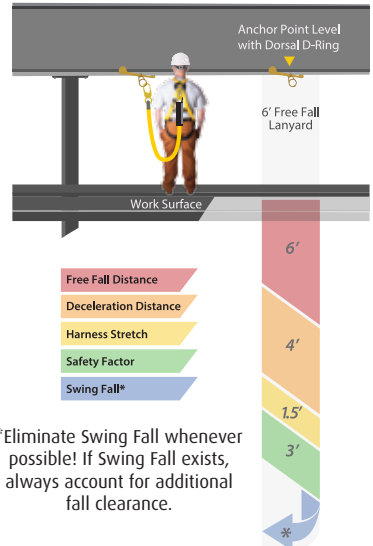 Anchor Point Level
with Dorsal D-Ring
6' Free Fall
Lanyard
Work Surface
6'
Free Fall Distance
Deceleration Distance
Harness Stretch
Safety Factor
Swing Fall*
4'
1.5'
3'
*
*Eliminate Swing Fall whenever
possible! If Swing Fall exists,
always account for additional
fall clearance.